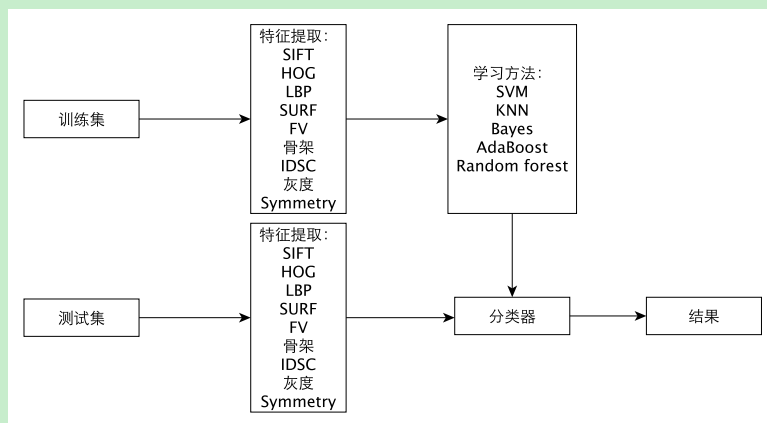 训练集
特征提取：
SIFT
HOG
LBP
SURF
FV
骨架
IDSC
灰度
Symmetry
学习方法：
SVM
KNN
Bayes
AdaBoost
Random forest
测试集
特征提取：
SIFT
HOG
LBP
SURF
FV
骨架
IDSC
灰度
Symmetry
分类器
结果